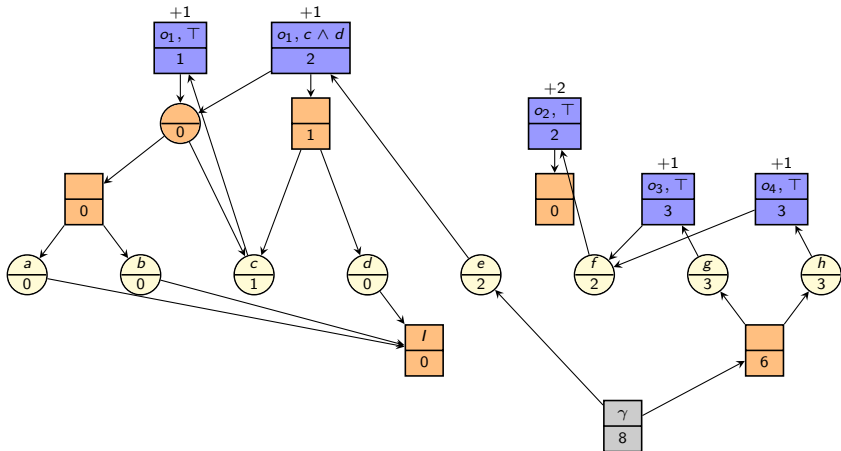 +1 +1
o₁, ⊤ o₁, c ∧ d
1 2
+2
o₂, ⊤
0 1 2
+1 +1
o₃, ⊤ o₄, ⊤
0 0 3 3
a b c d e f g h
0 0 1 0 2 2 3 3
I
0 6
γ
8